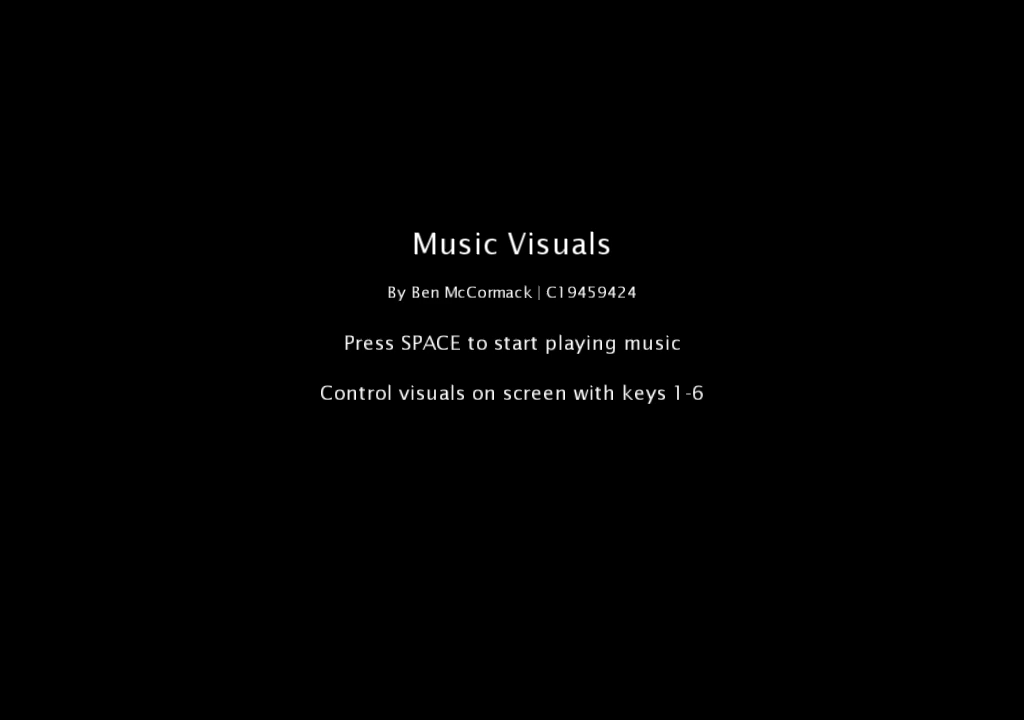 Music Visuals
By Ben McCormack | C19459424
Press SPACE to start playing music
Control visuals on screen with keys 1-6